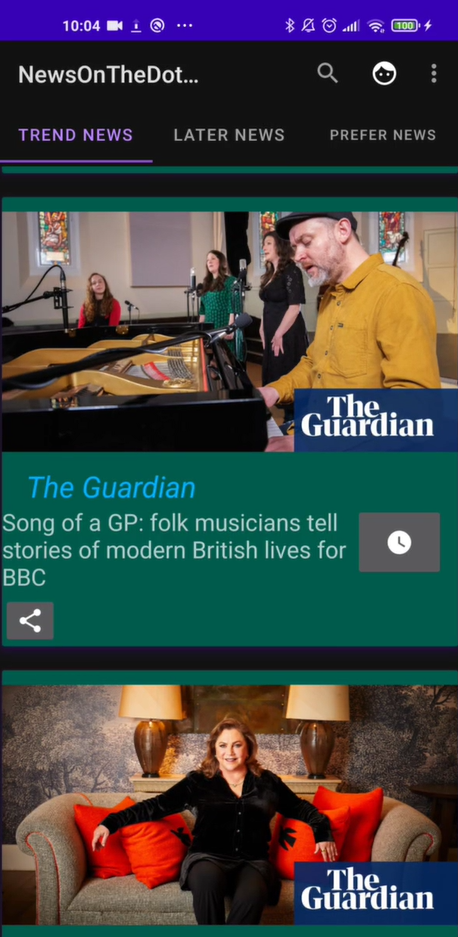 10:04
100
NewsOnTheDot...
TREND NEWS
LATER NEWS
PREFER NEWS
The
Guardian
The Guardian
Song of a GP: folk musicians tell
stories of modern British lives for
BBC
The
Guardian